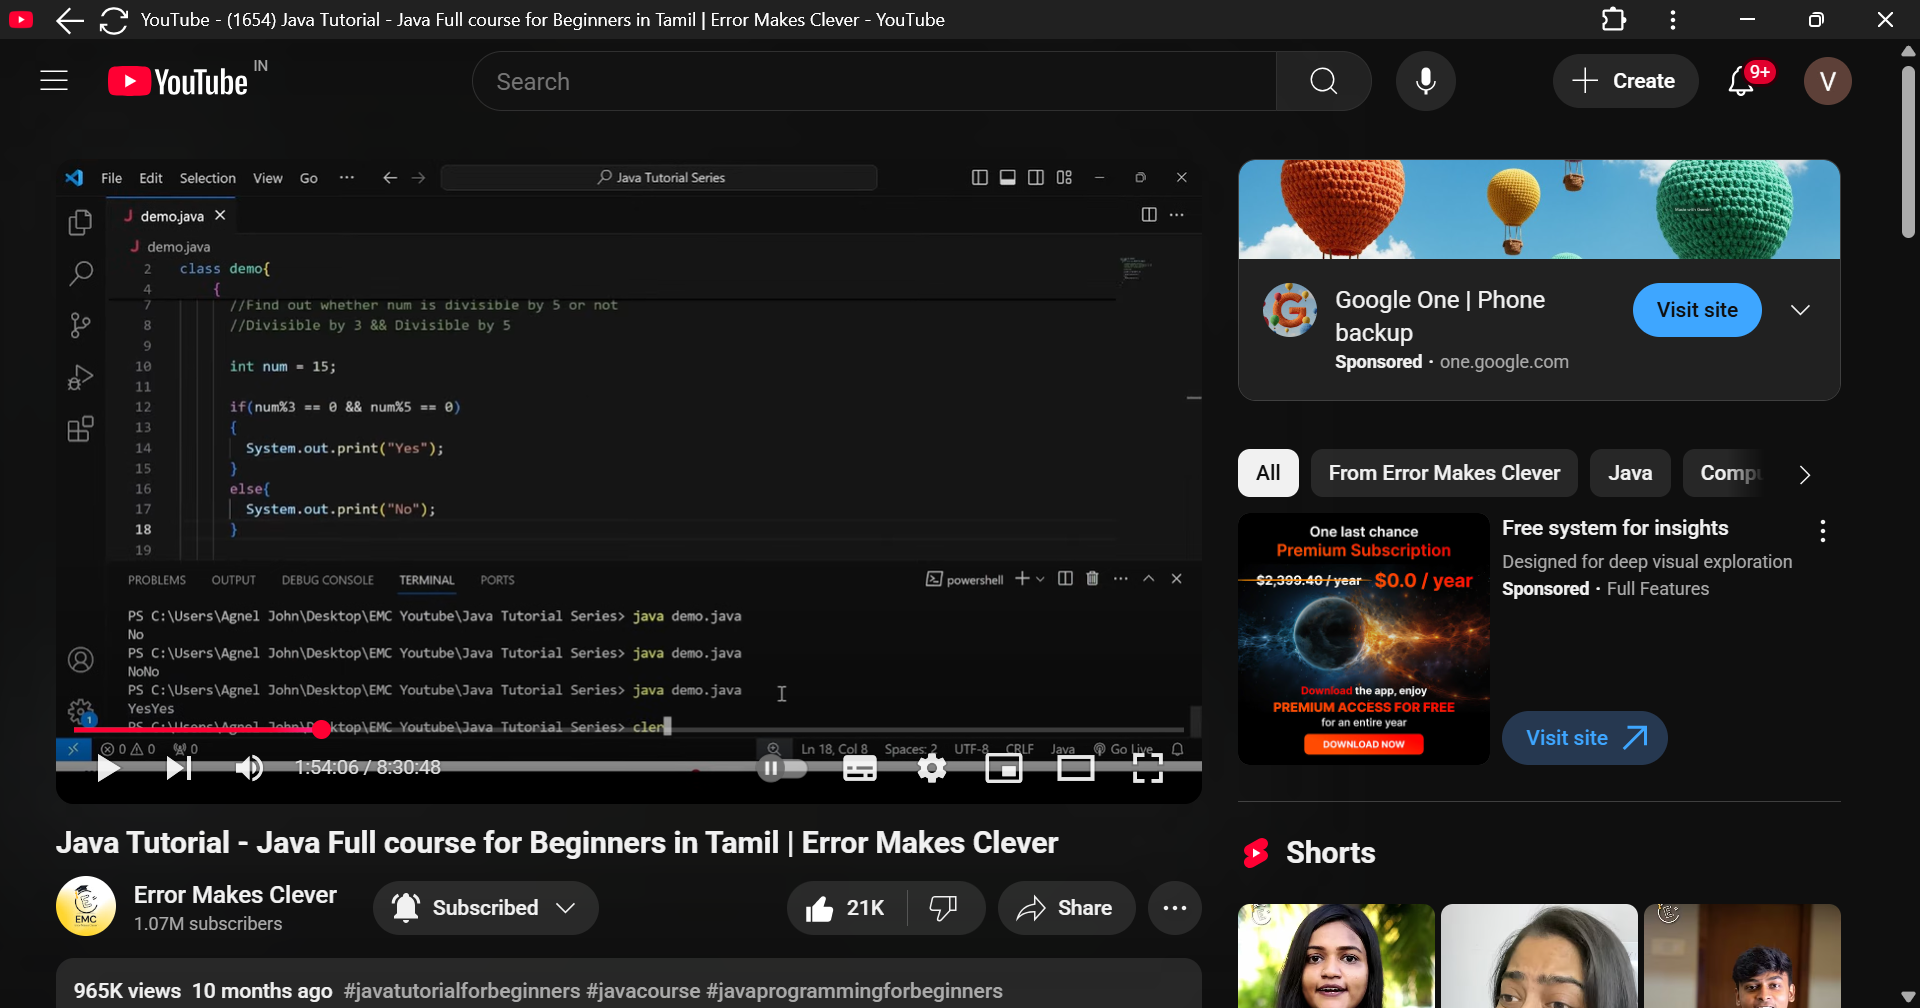 YouTube - (1654) Java Tutorial - Java Full course for Beginners in Tamil | Error Makes Clever - YouTube
YouTube IN
Search
Create
9+
V
File Edit Selection View Go ...
Java Tutorial Series
J demo.java
J demo.java
2 class demo{
4 {
7 //Find out whether num is divisible by 5 or not
8 //Divisible by 3 && Divisible by 5
9
10 int num = 15;
11
12 if(num%3 == 0 && num%5 == 0)
13 {
14 System.out.print("Yes");
15 }
16 else{
17 System.out.print("No");
18 }
19
PROBLEMS OUTPUT DEBUG CONSOLE TERMINAL PORTS
powershell
PS C:\Users\Agnel John\Desktop\EMC Youtube\Java Tutorial Series> java demo.java
No
PS C:\Users\Agnel John\Desktop\EMC Youtube\Java Tutorial Series> java demo.java
NoNo
PS C:\Users\Agnel John\Desktop\EMC Youtube\Java Tutorial Series> java demo.java
YesYes
PS C:\Users\Agnel John\Desktop\EMC Youtube\Java Tutorial Series> cler
1
0 0 0
Ln 18, Col 8 Spaces: 2 UTF-8 CRLF Java Go Live
1:54:06 / 8:30:48
Java Tutorial - Java Full course for Beginners in Tamil | Error Makes Clever
EMC
Error Makes Clever
1.07M subscribers
Subscribed
21K
Share
965K views 10 months ago #javatutorialforbeginners #javacourse #javaprogrammingforbeginners
Google One | Phone
backup
Sponsored · one.google.com
Visit site
All
From Error Makes Clever
Java
One last chance
Premium Subscription
$2,399.40 / year $0.0 / year
Download the app, enjoy
PREMIUM ACCESS FOR FREE
for an entire year
DOWNLOAD NOW
Free system for insights
Designed for deep visual exploration
Sponsored · Full Features
Visit site
Shorts